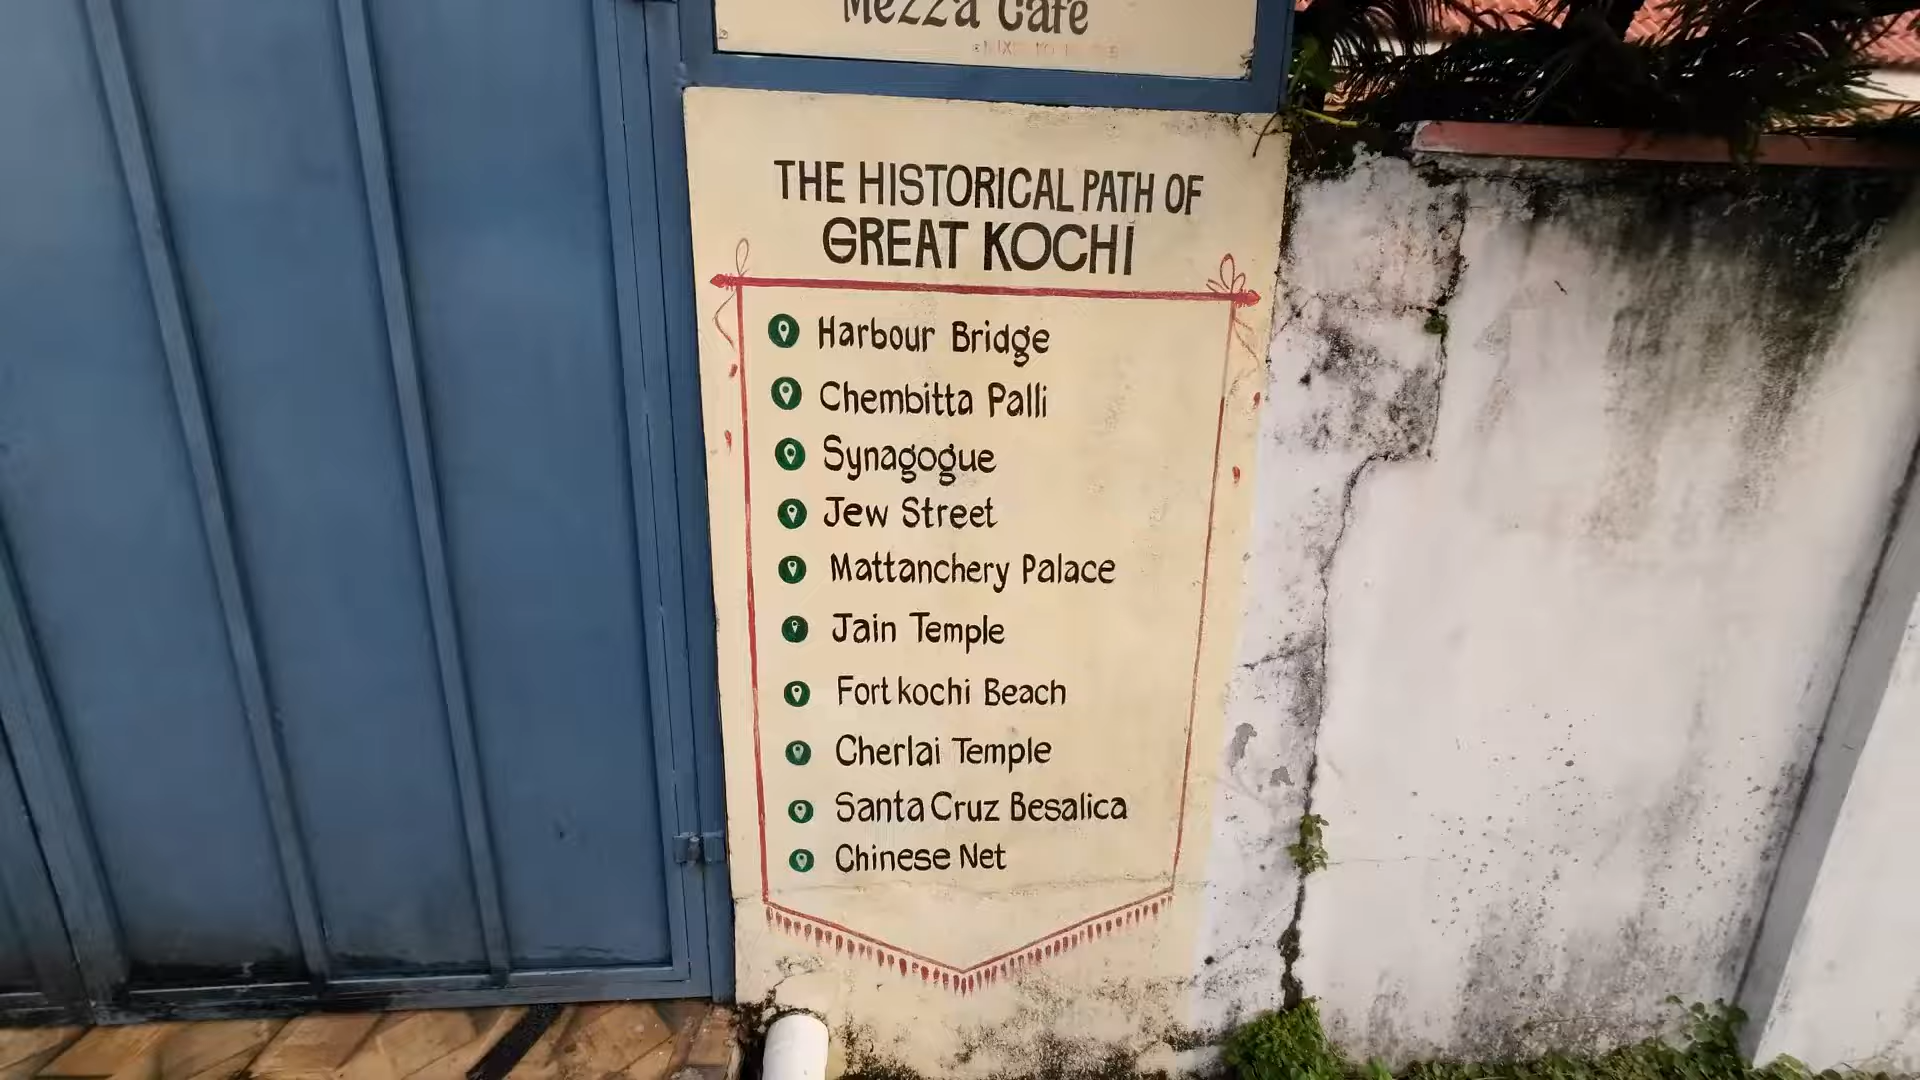 Mezza Cafe
THE HISTORICAL PATH OF
GREAT KOCHI
Harbour Bridge
Chembitta Palli
Synagogue
Jew Street
Mattanchery Palace
Jain Temple
Fort kochi Beach
Cherlai Temple
Santa Cruz Besalica
Chinese Net